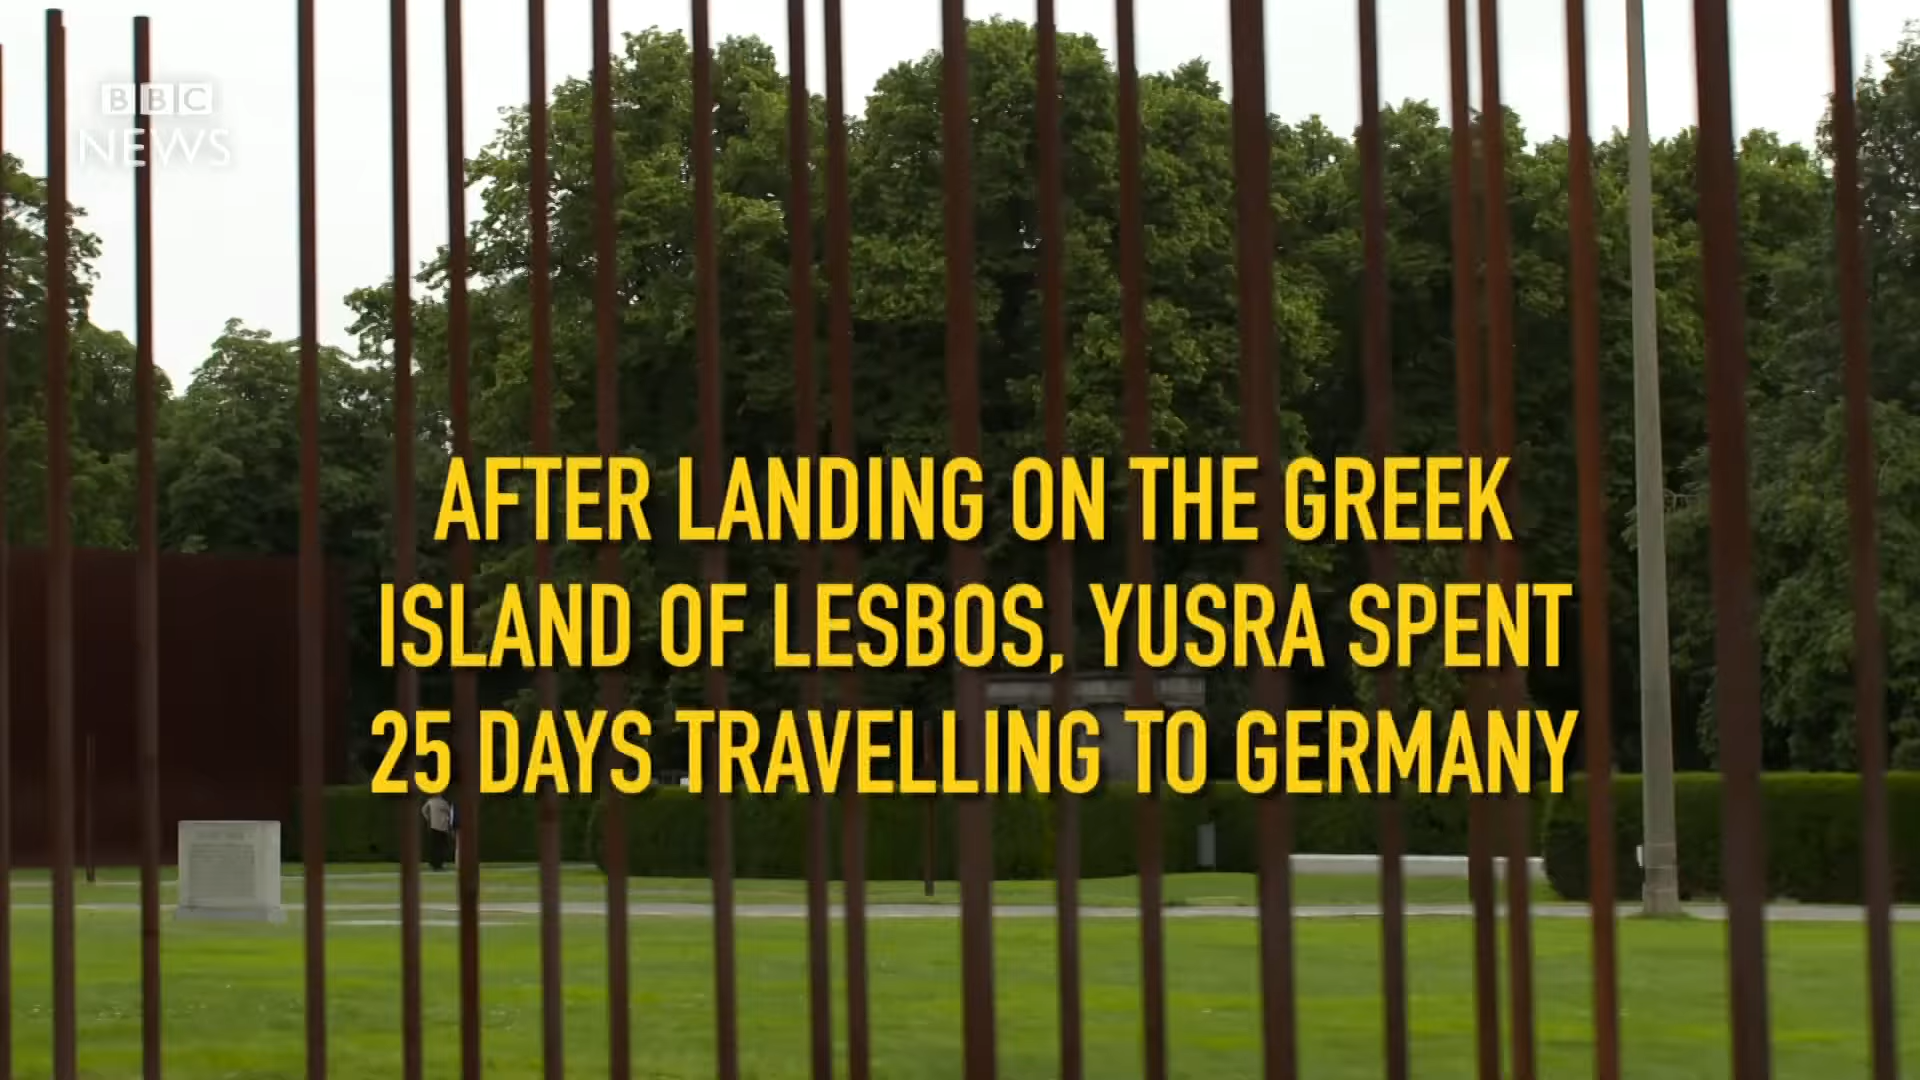 BBC
NEWS
AFTER LANDING ON THE GREEK
ISLAND OF LESBOS, YUSRA SPENT
25 DAYS TRAVELLING TO GERMANY